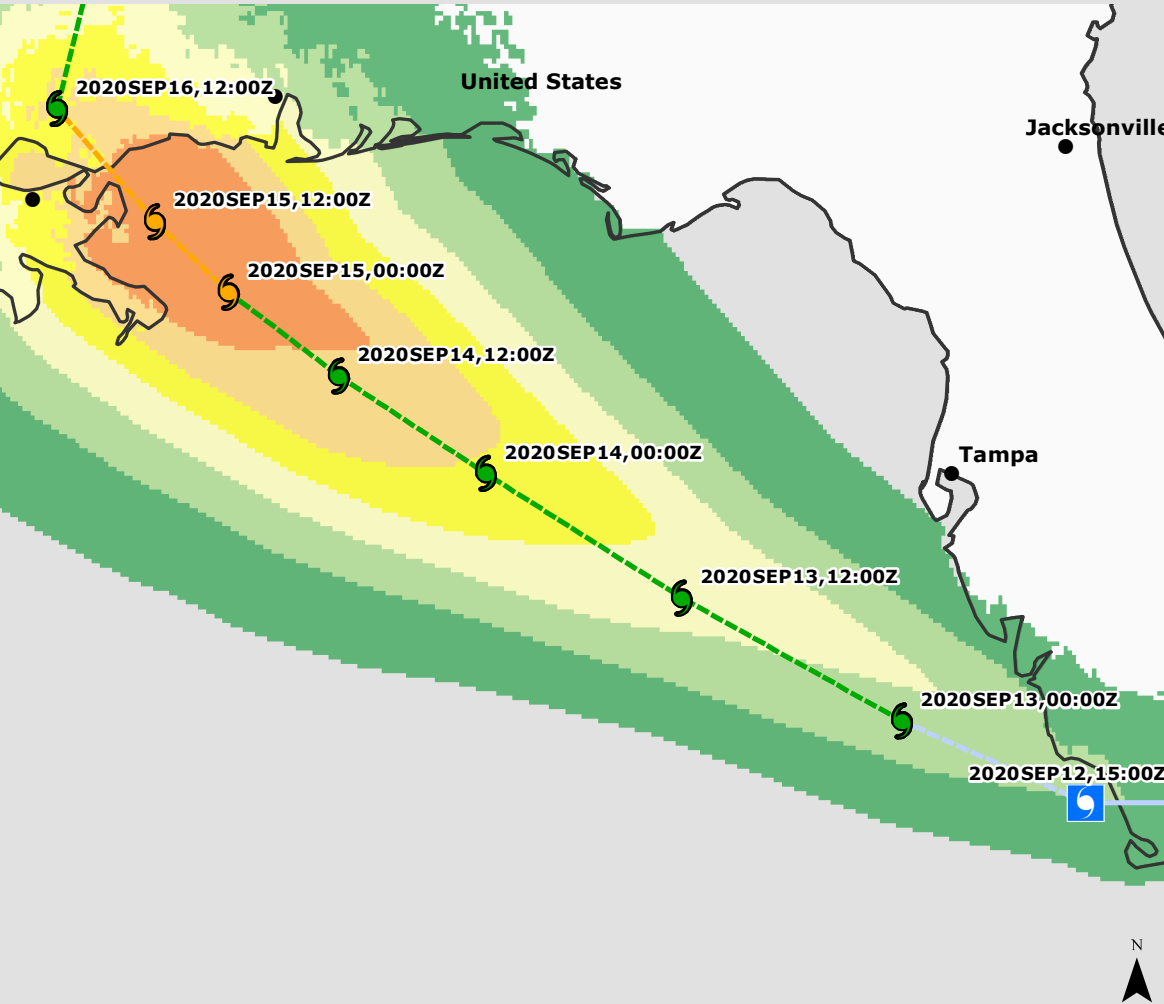 United States
2020SEP16,12:00Z
Jacksonville
2020SEP15,12:00Z
2020SEP15,00:00Z
2020SEP14,12:00Z
2020SEP14,00:00Z
Tampa
2020SEP13,12:00Z
2020SEP13,00:00Z
2020SEP12,15:00Z
N